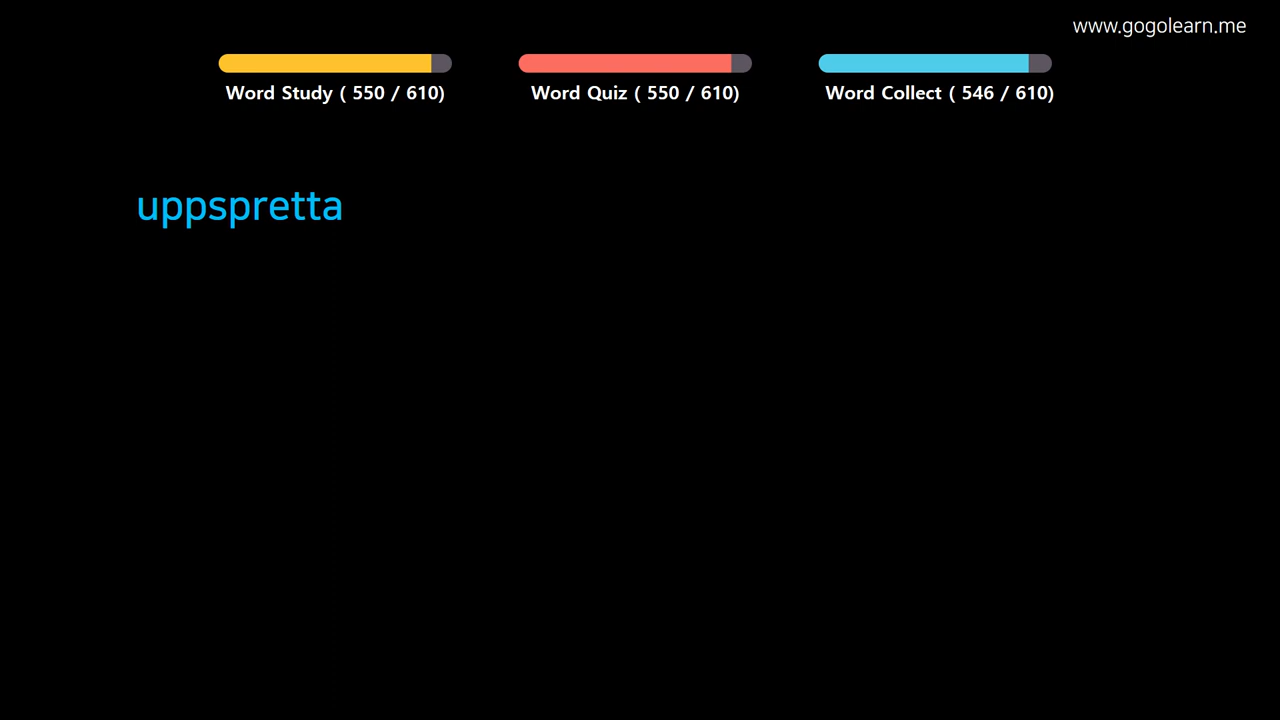 www.gogolearn.me
Word Study ( 550 / 610)
Word Quiz ( 550 / 610)
Word Collect ( 546 / 610)
uppspretta